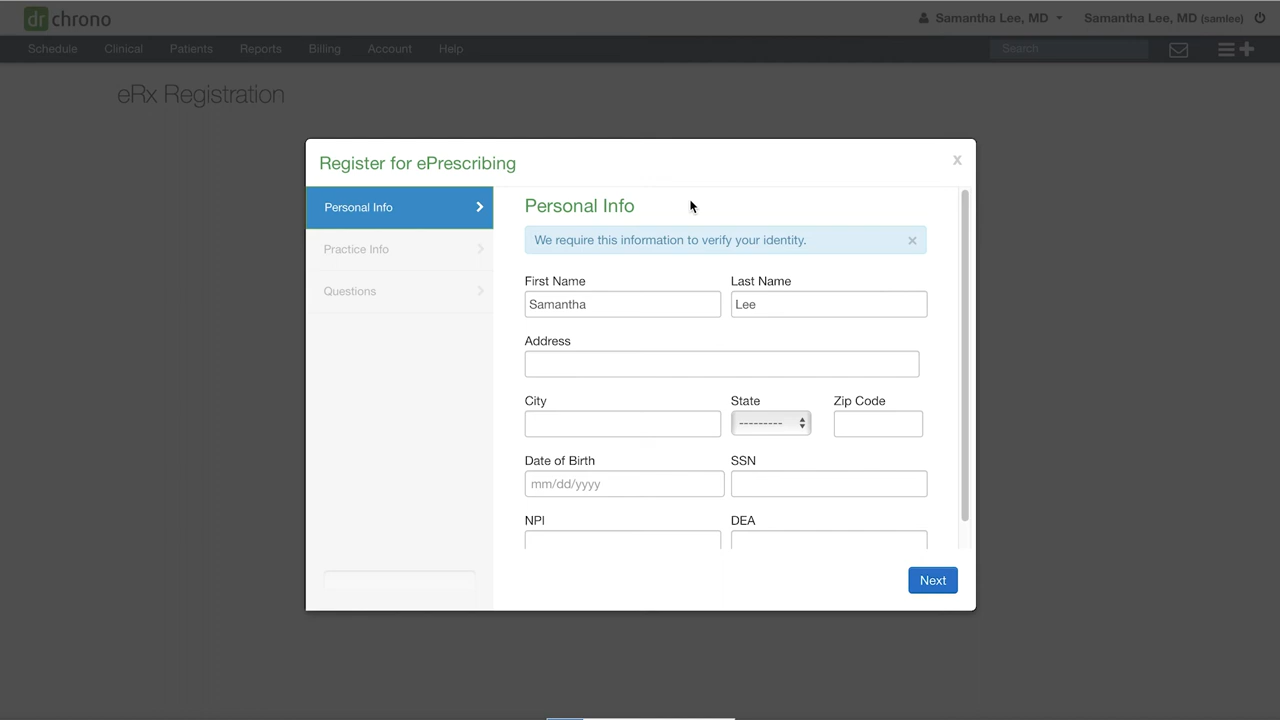 dr chrono
Samantha Lee, MD
Samantha Lee, MD (samlee)
Schedule Clinical Patients Reports Billing Account Help
Search
eRx Registration
Register for ePrescribing
x
Personal Info
Practice Info
Questions
Personal Info
We require this information to verify your identity. ×
First Name Last Name
Samantha Lee
Address
City State Zip Code
---------
Date of Birth SSN
mm/dd/yyyy
NPI DEA
Next